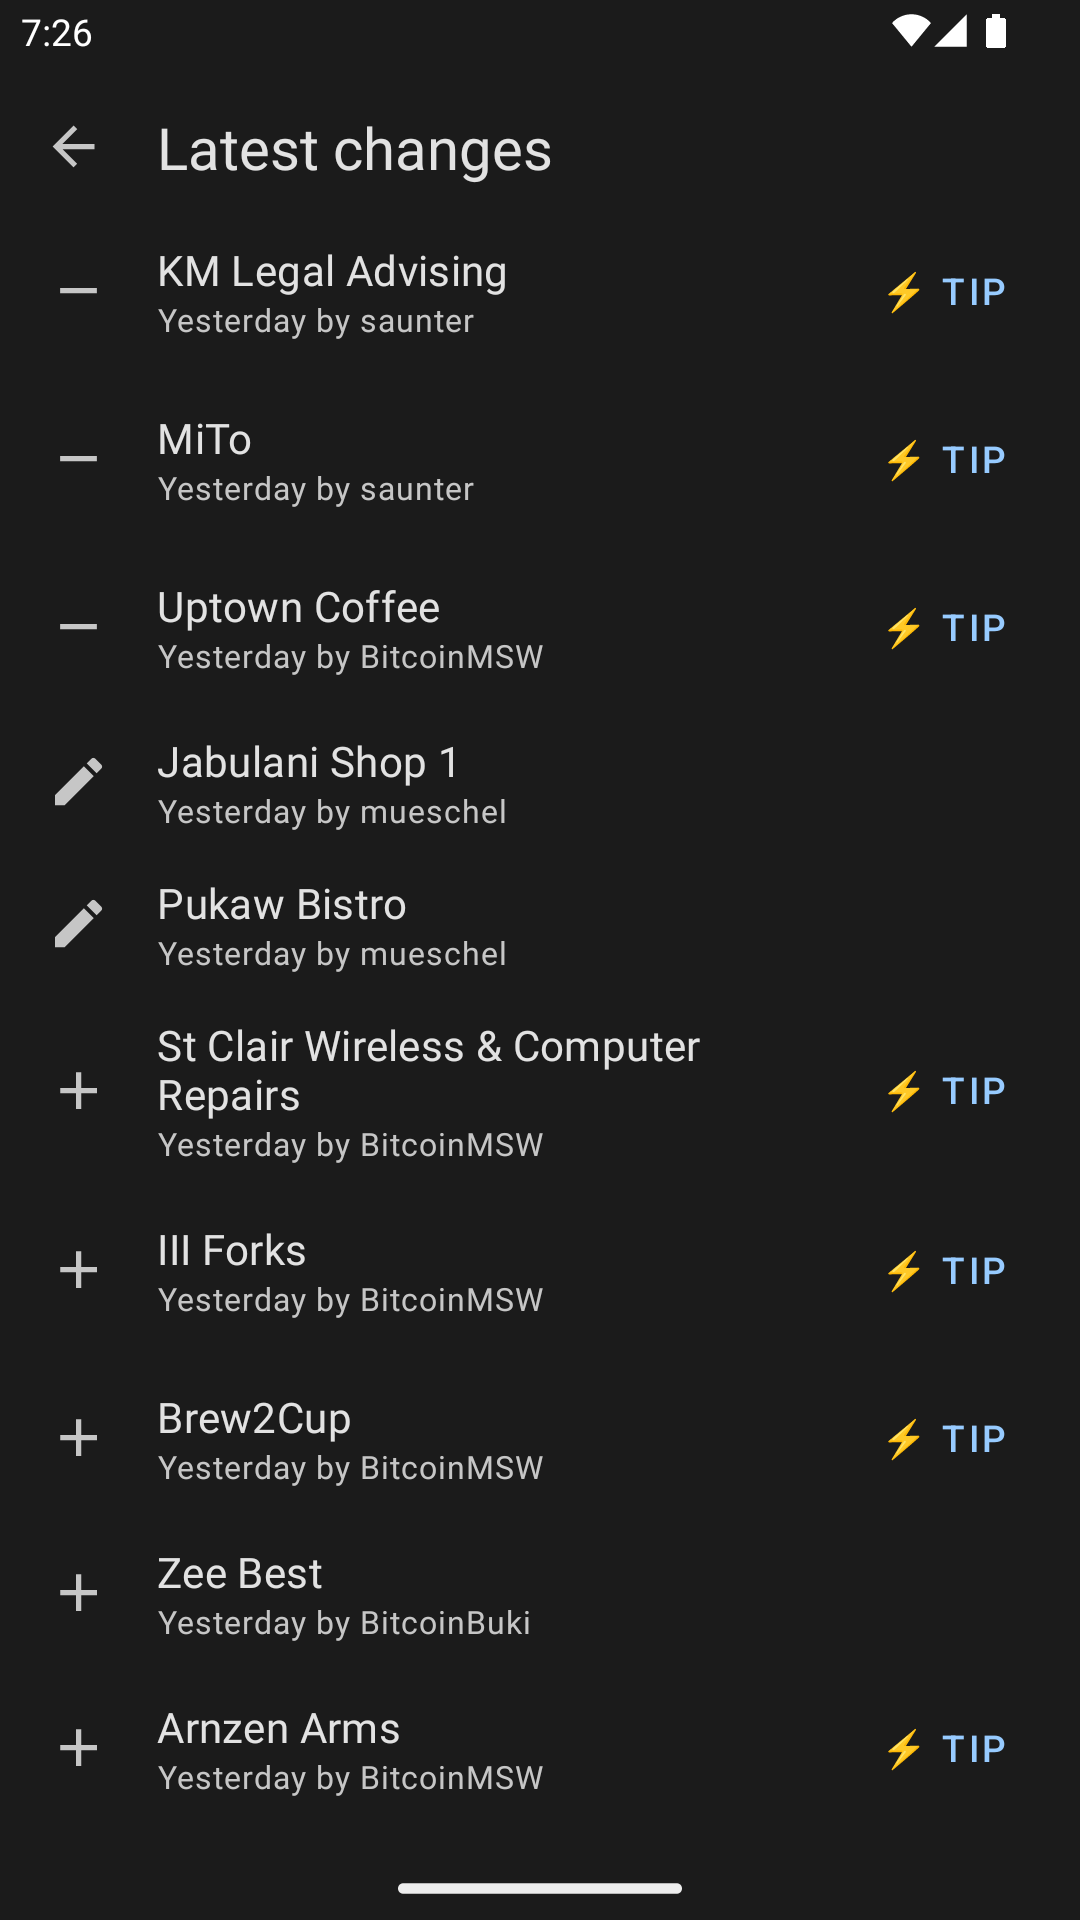 7:26
Latest changes
KM Legal Advising
Yesterday by saunter
⚡ TIP
MiTo
Yesterday by saunter
⚡ TIP
Uptown Coffee
Yesterday by BitcoinMSW
⚡ TIP
Jabulani Shop 1
Yesterday by mueschel
Pukaw Bistro
Yesterday by mueschel
St Clair Wireless & Computer
Repairs
Yesterday by BitcoinMSW
⚡ TIP
III Forks
Yesterday by BitcoinMSW
⚡ TIP
Brew2Cup
Yesterday by BitcoinMSW
⚡ TIP
Zee Best
Yesterday by BitcoinBuki
Arnzen Arms
Yesterday by BitcoinMSW
⚡ TIP